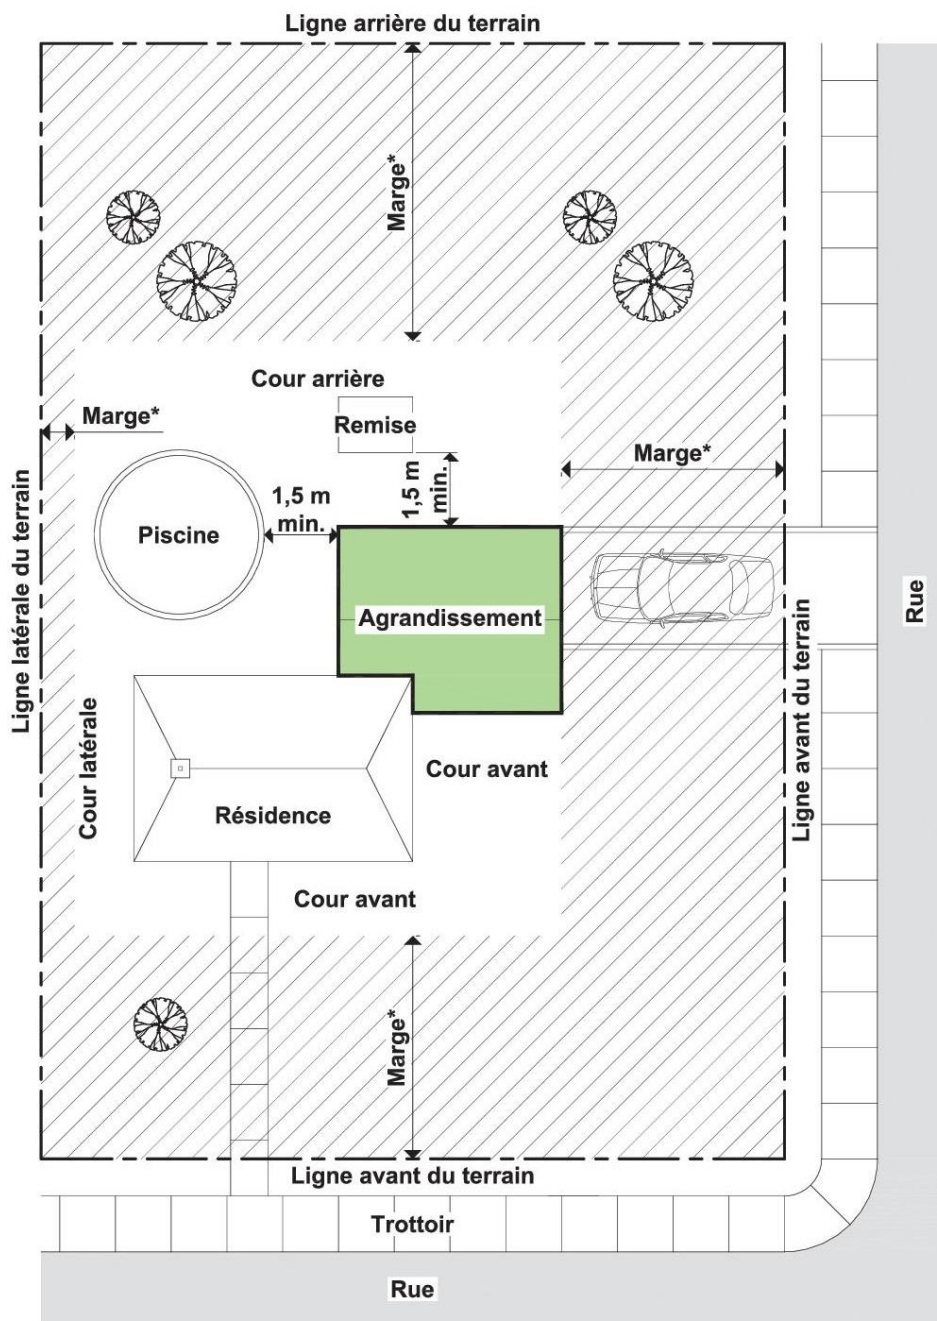 Ligne arrière du terrain
Marge*
Cour arrière
Marge*
Remise
Marge*
1,5 m
min.
1,5 m
min.
Piscine
Ligne latérale du terrain
Agrandissement
Rue
Ligne avant du terrain
Cour latérale
Cour avant
Résidence
Cour avant
Marge*
Ligne avant du terrain
Trottoir
Rue